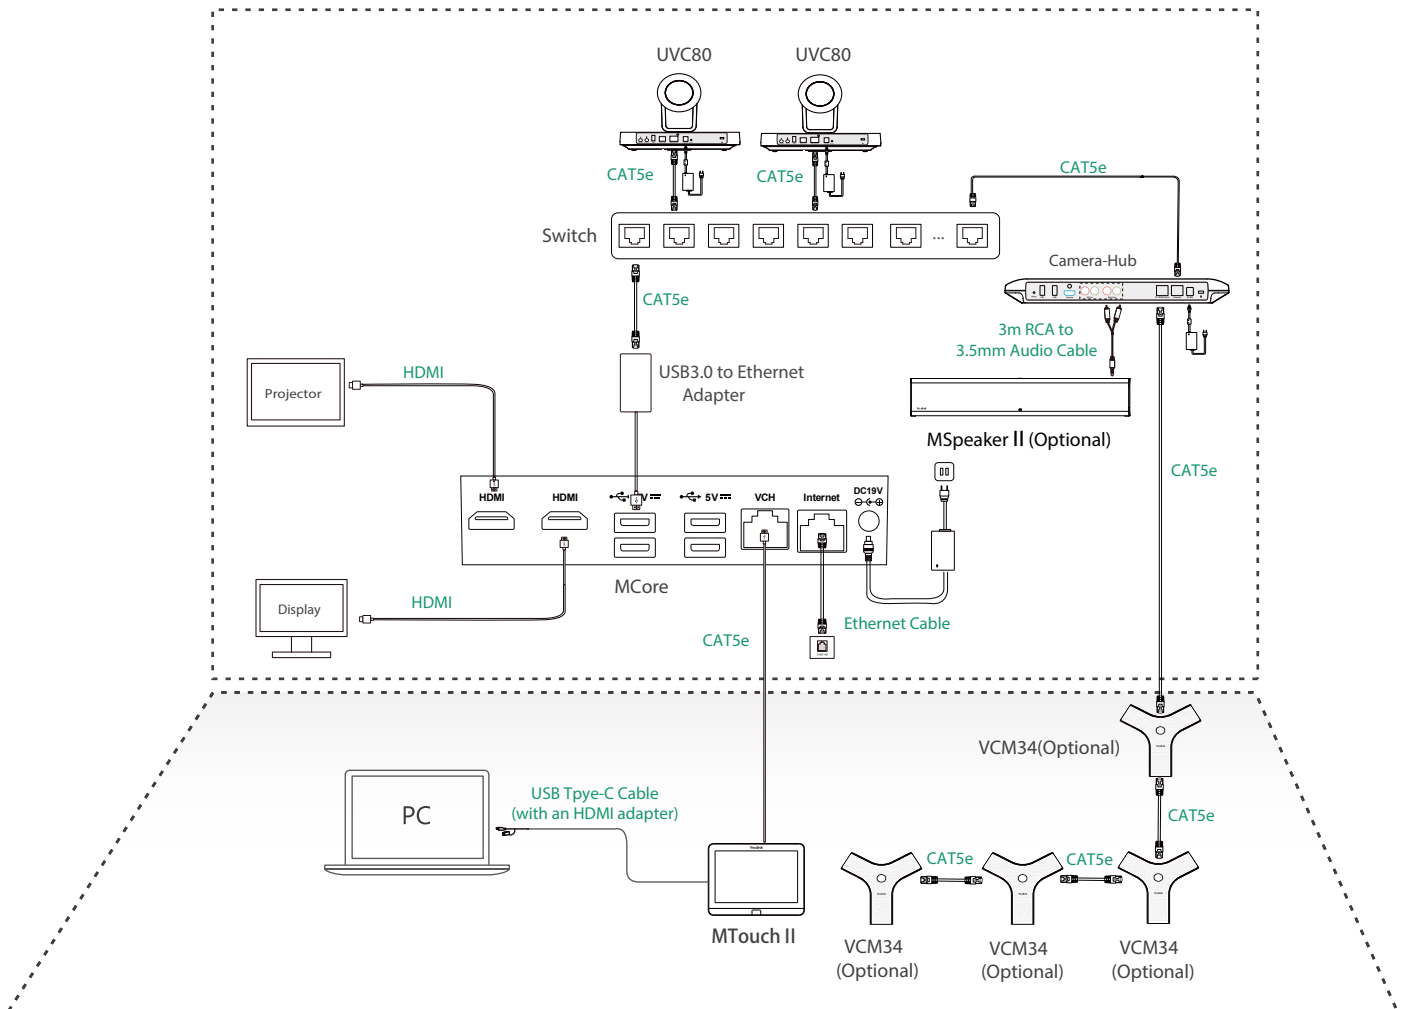 UVC80
UVC80
CAT5e
CAT5e
CAT5e
Switch
...
Camera-Hub
CAT5e
3m RCA to
3.5mm Audio Cable
HDMI
USB3.0 to Ethernet
Adapter
Projector
MSpeaker II (Optional)
CAT5e
HDMI
HDMI
V
5V
VCH
Internet
DC19V
MCore
Display
HDMI
Ethernet Cable
CAT5e
VCM34(Optional)
PC
USB Tpye-C Cable
(with an HDMI adapter)
CAT5e
Yealink
CAT5e
CAT5e
MTouch II
VCM34
(Optional)
VCM34
(Optional)
VCM34
(Optional)